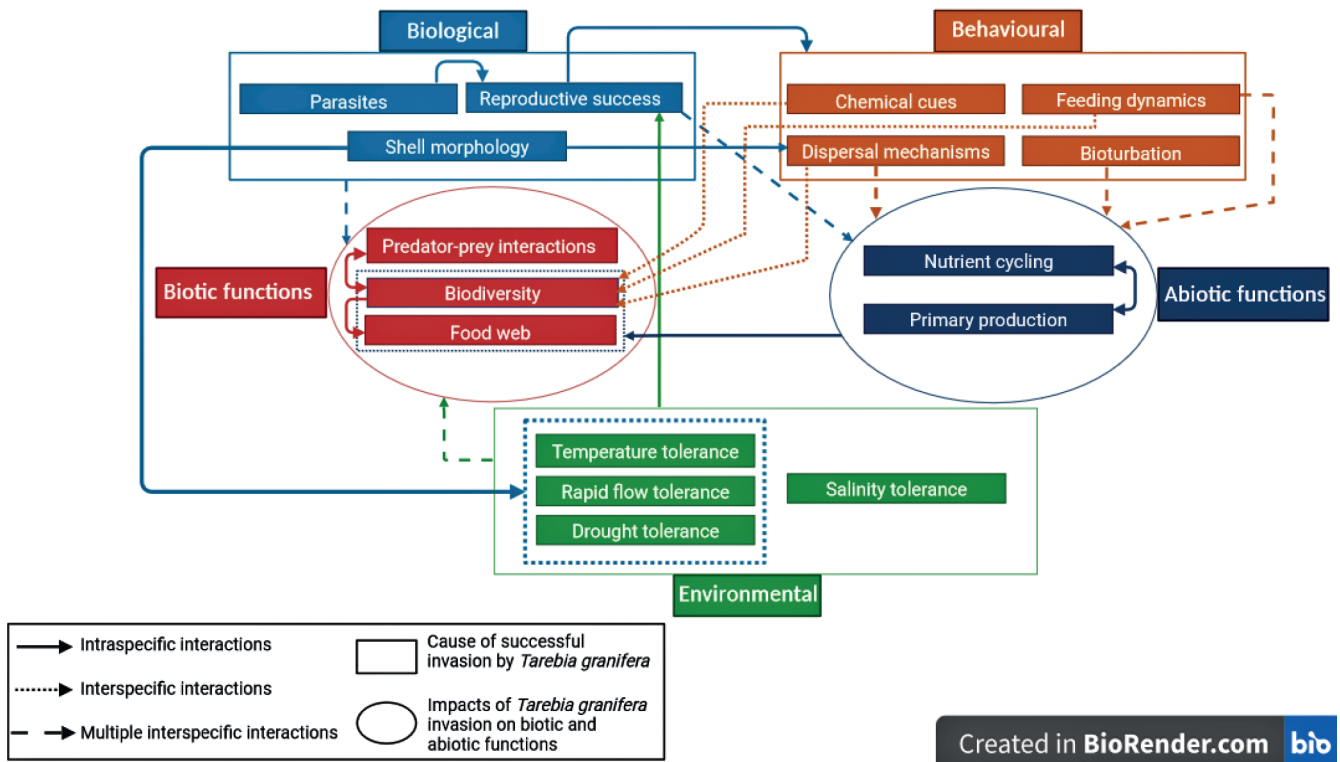 Biological
Behavioural
Parasites
Reproductive success
Shell morphology
Chemical cues
Feeding dynamics
Dispersal mechanisms
Bioturbation
Biotic functions
Predator-prey interactions
Biodiversity
Food web
Nutrient cycling
Primary production
Abiotic functions
Temperature tolerance
Rapid flow tolerance
Drought tolerance
Salinity tolerance
Environmental
Intraspecific interactions
Interspecific interactions
Multiple interspecific interactions
Cause of successful
invasion by Tarebia granifera
Impacts of Tarebia granifera
invasion on biotic and
abiotic functions
Created in BioRender.com bio